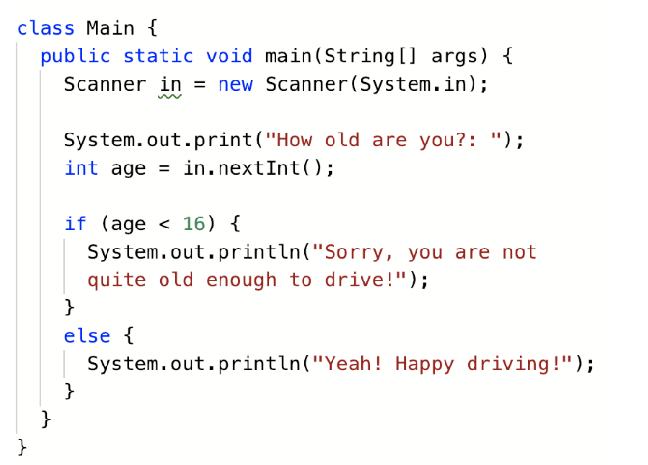 class Main {
  public static void main(String[] args) {
    Scanner in = new Scanner(System.in);

    System.out.print("How old are you?: ");
    int age = in.nextInt();

    if (age < 16) {
      System.out.println("Sorry, you are not
      quite old enough to drive!");
    }
    else {
      System.out.println("Yeah! Happy driving!");
    }
  }
}